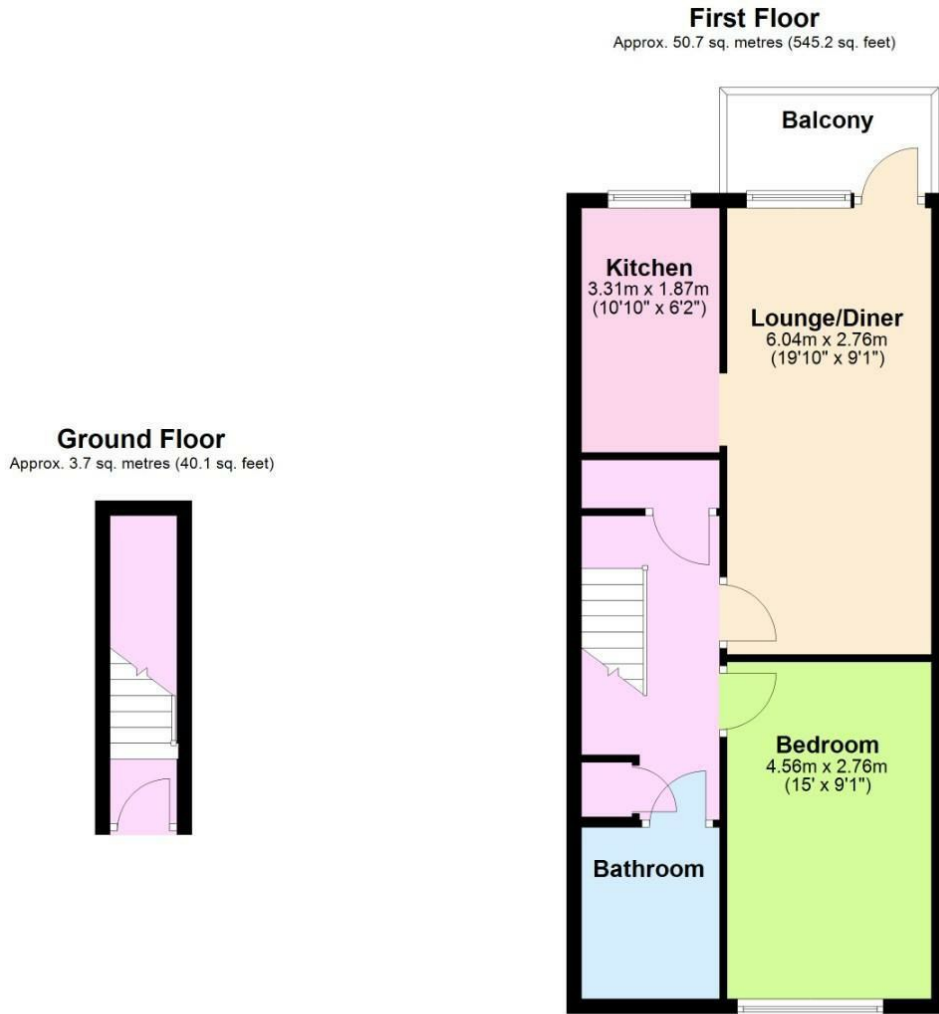 First Floor
Approx. 50.7 sq. metres (545.2 sq. feet)
Balcony
Kitchen
3.31m x 1.87m
(10'10" x 6'2")
Lounge/Diner
6.04m x 2.76m
(19'10" x 9'1")
Ground Floor
Approx. 3.7 sq. metres (40.1 sq. feet)
Bedroom
4.56m x 2.76m
(15' x 9'1")
Bathroom